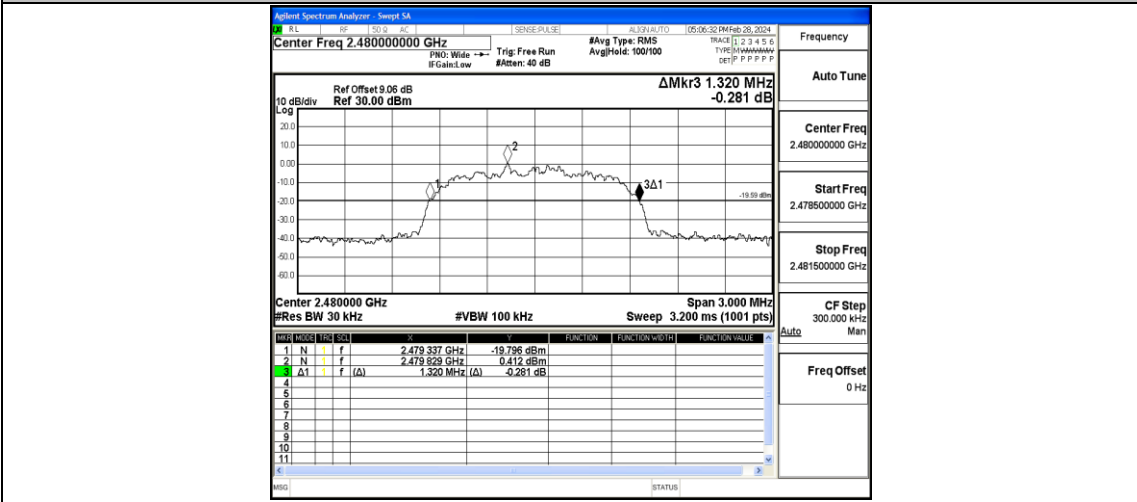 Agilent Spectrum Analyzer - Swept SA
RL RF 50 Ω AC SENSE:PULSE ALIGN AUTO 05:06:32 PM Feb 28, 2024
Center Freq 2.480000000 GHz #Avg Type: RMS TRACE 1 2 3 4 5 6
PNO: Wide Trig: Free Run Avg|Hold: 100/100 TYPE M
IFGain:Low #Atten: 40 dB DET P P P P P P
ΔMkr3 1.320 MHz
-0.281 dB
Ref Offset 9.06 dB
10 dB/div Ref 30.00 dBm
Log
20.0
10.0
0.00
-10.0
-20.0
-30.0
-40.0
-50.0
-60.0
1
2
3Δ1
-19.59 dBm
Center 2.480000 GHz Span 3.000 MHz
#Res BW 30 kHz #VBW 100 kHz Sweep 3.200 ms (1001 pts)
MKR MODE TRC SCL X Y FUNCTION FUNCTION WIDTH FUNCTION VALUE
1 N 1 f 2.479 337 GHz -19.796 dBm
2 N 1 f 2.479 829 GHz 0.412 dBm
3 Δ1 1 f (Δ) 1.320 MHz (Δ) -0.281 dB
4
5
6
7
8
9
10
11
MSG STATUS
Frequency
Auto Tune
Center Freq
2.480000000 GHz
Start Freq
2.478500000 GHz
Stop Freq
2.481500000 GHz
CF Step
300.000 kHz
Auto Man
Freq Offset
0 Hz